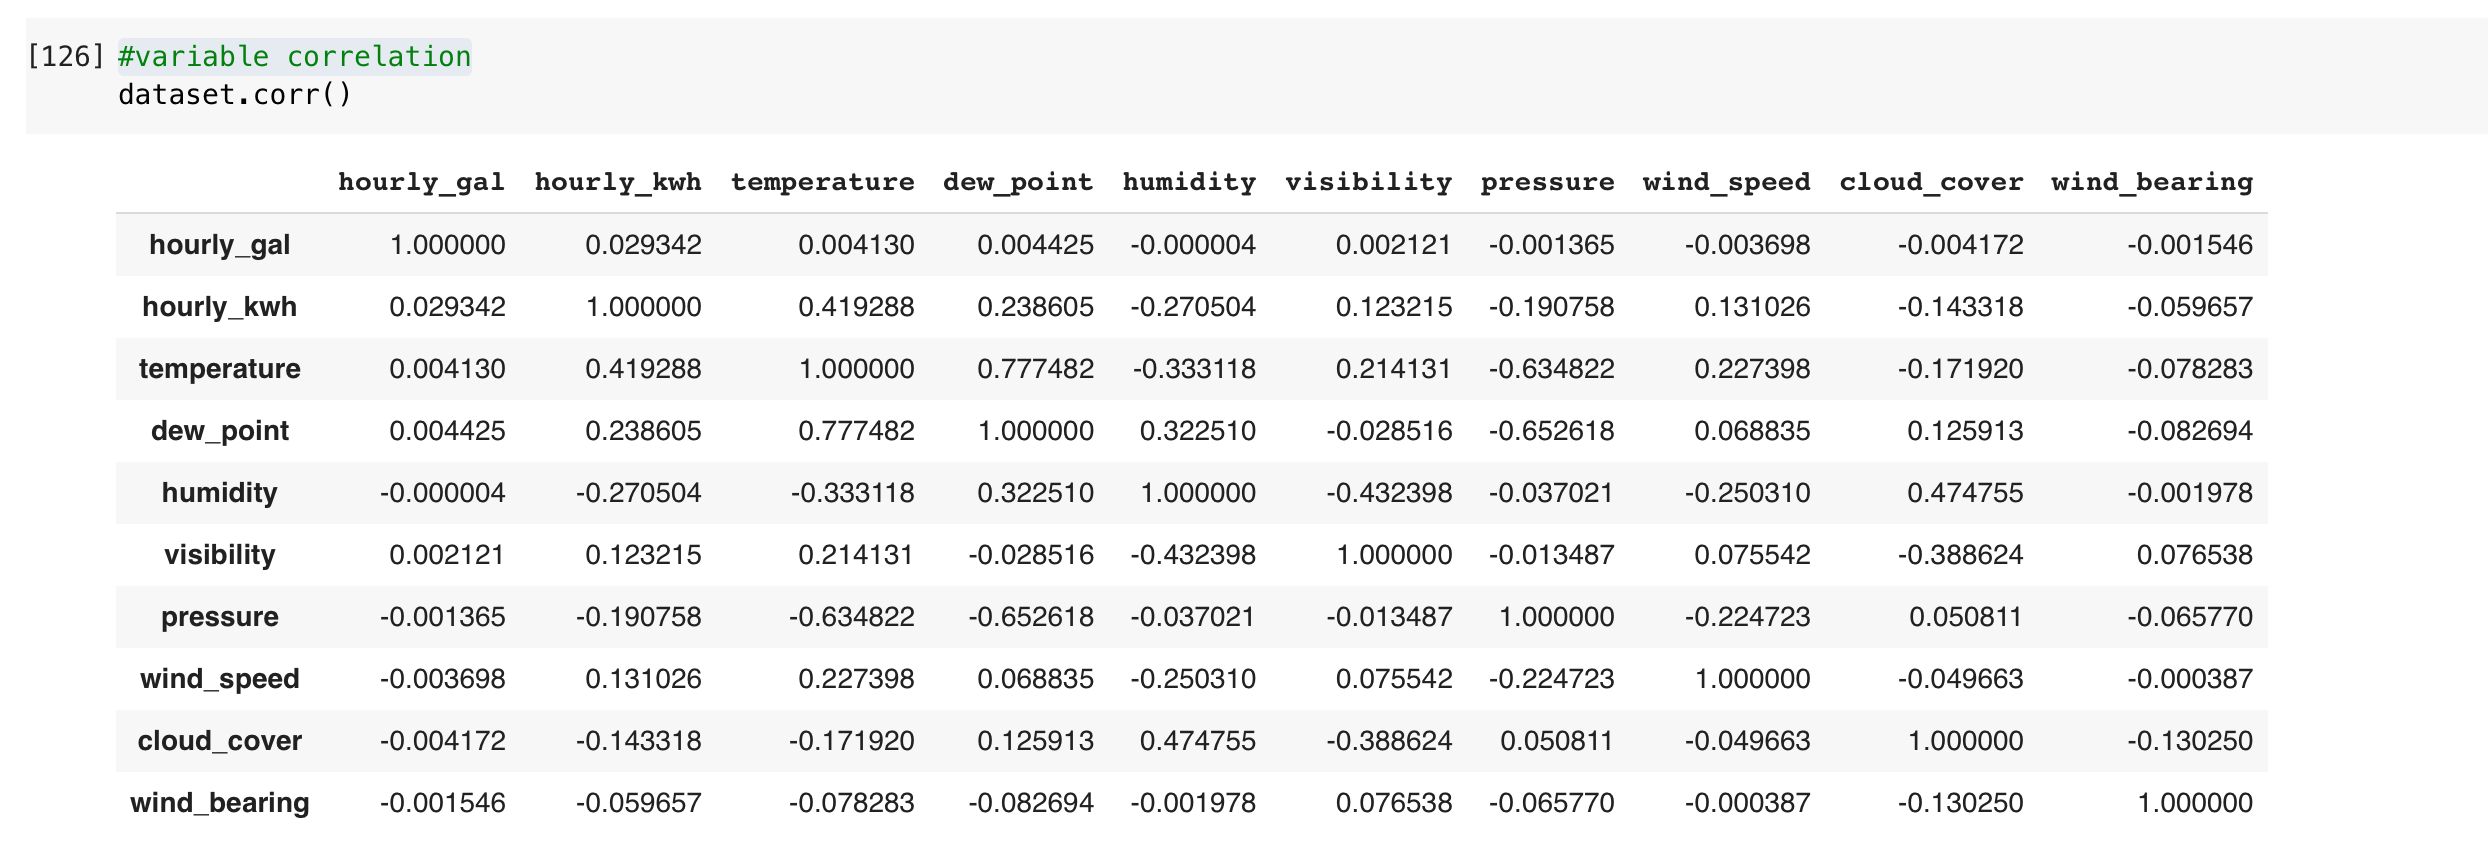 [126] #variable correlation
dataset.corr()
hourly_gal hourly_kwh temperature dew_point humidity visibility pressure wind_speed cloud_cover wind_bearing
hourly_gal 1.000000 0.029342 0.004130 0.004425 -0.000004 0.002121 -0.001365 -0.003698 -0.004172 -0.001546
hourly_kwh 0.029342 1.000000 0.419288 0.238605 -0.270504 0.123215 -0.190758 0.131026 -0.143318 -0.059657
temperature 0.004130 0.419288 1.000000 0.777482 -0.333118 0.214131 -0.634822 0.227398 -0.171920 -0.078283
dew_point 0.004425 0.238605 0.777482 1.000000 0.322510 -0.028516 -0.652618 0.068835 0.125913 -0.082694
humidity -0.000004 -0.270504 -0.333118 0.322510 1.000000 -0.432398 -0.037021 -0.250310 0.474755 -0.001978
visibility 0.002121 0.123215 0.214131 -0.028516 -0.432398 1.000000 -0.013487 0.075542 -0.388624 0.076538
pressure -0.001365 -0.190758 -0.634822 -0.652618 -0.037021 -0.013487 1.000000 -0.224723 0.050811 -0.065770
wind_speed -0.003698 0.131026 0.227398 0.068835 -0.250310 0.075542 -0.224723 1.000000 -0.049663 -0.000387
cloud_cover -0.004172 -0.143318 -0.171920 0.125913 0.474755 -0.388624 0.050811 -0.049663 1.000000 -0.130250
wind_bearing -0.001546 -0.059657 -0.078283 -0.082694 -0.001978 0.076538 -0.065770 -0.000387 -0.130250 1.000000